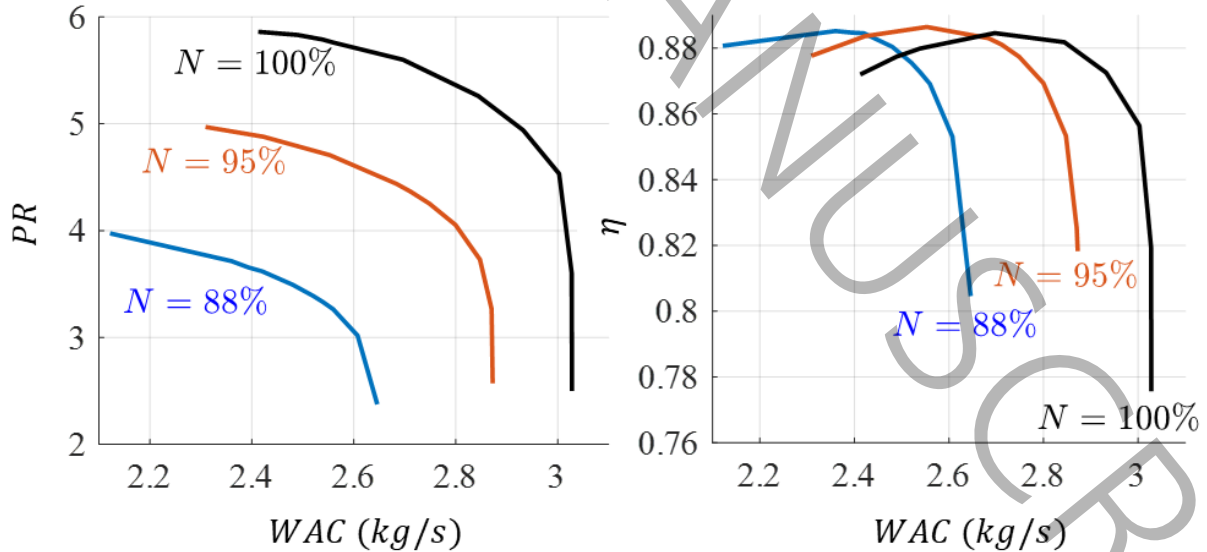 6
5
4
3
2
PR
N = 100%
N = 95%
N = 88%
2.2 2.4 2.6 2.8 3
WAC (kg/s)
0.88
0.86
0.84
0.82
0.8
0.78
0.76
η
N = 95%
N = 88%
N = 100%
2.2 2.4 2.6 2.8 3
WAC (kg/s)
ANUSCR